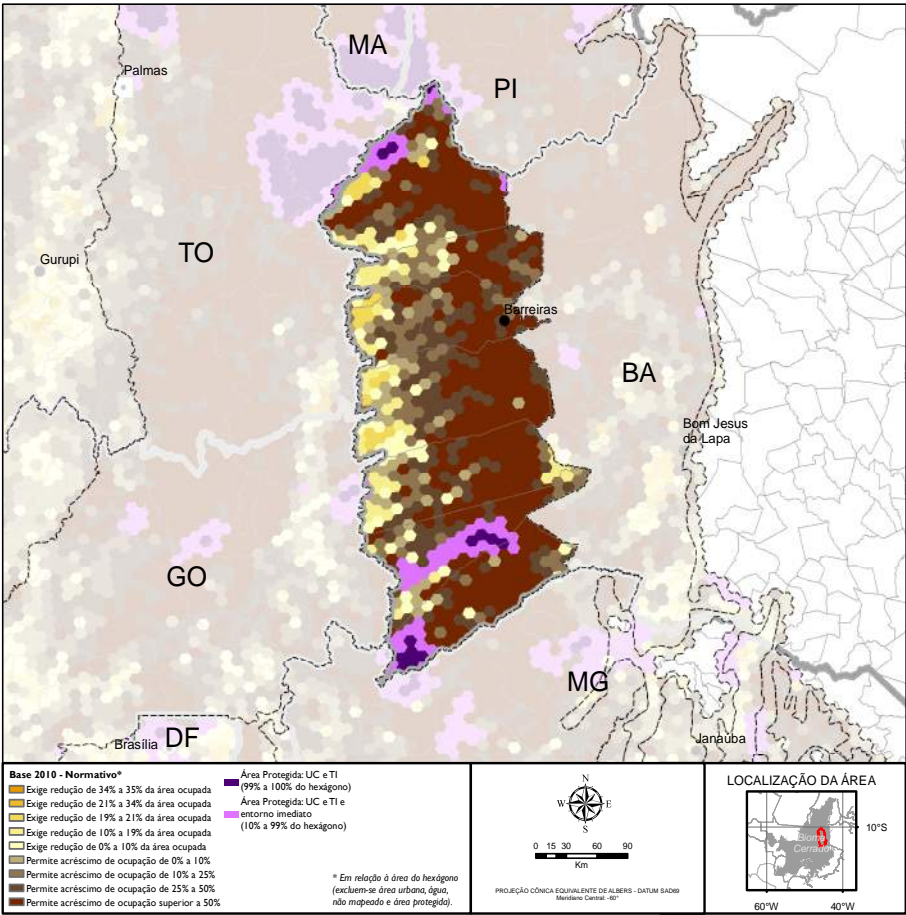 MA
PI
Palmas
TO
Gurupi
Barreiras
BA
Bom Jesus
da Lapa
GO
MG
Janaúba
Brasília
DF
Base 2010 - Normativo*
Exige redução de 34% a 35% da área ocupada
Exige redução de 21% a 34% da área ocupada
Exige redução de 19% a 21% da área ocupada
Exige redução de 10% a 19% da área ocupada
Exige redução de 0% a 10% da área ocupada
Permite acréscimo de ocupação de 0% a 10%
Permite acréscimo de ocupação de 10% a 25%
Permite acréscimo de ocupação de 25% a 50%
Permite acréscimo de ocupação superior a 50%
Área Protegida: UC e TI
(99% a 100% do hexágono)
Área Protegida: UC e TI e
entorno imediato
(10% a 99% do hexágono)
* Em relação à área do hexágono
(excluem-se área urbana, água,
não mapeado e área protegida).
N
W E
S
0 15 30 60 90
Km
PROJEÇÃO CÔNICA EQUIVALENTE DE ALBERS - DATUM SAD69
Meridiano Central: -60°
LOCALIZAÇÃO DA ÁREA
Bioma
Cerrado
10°S
60°W 40°W